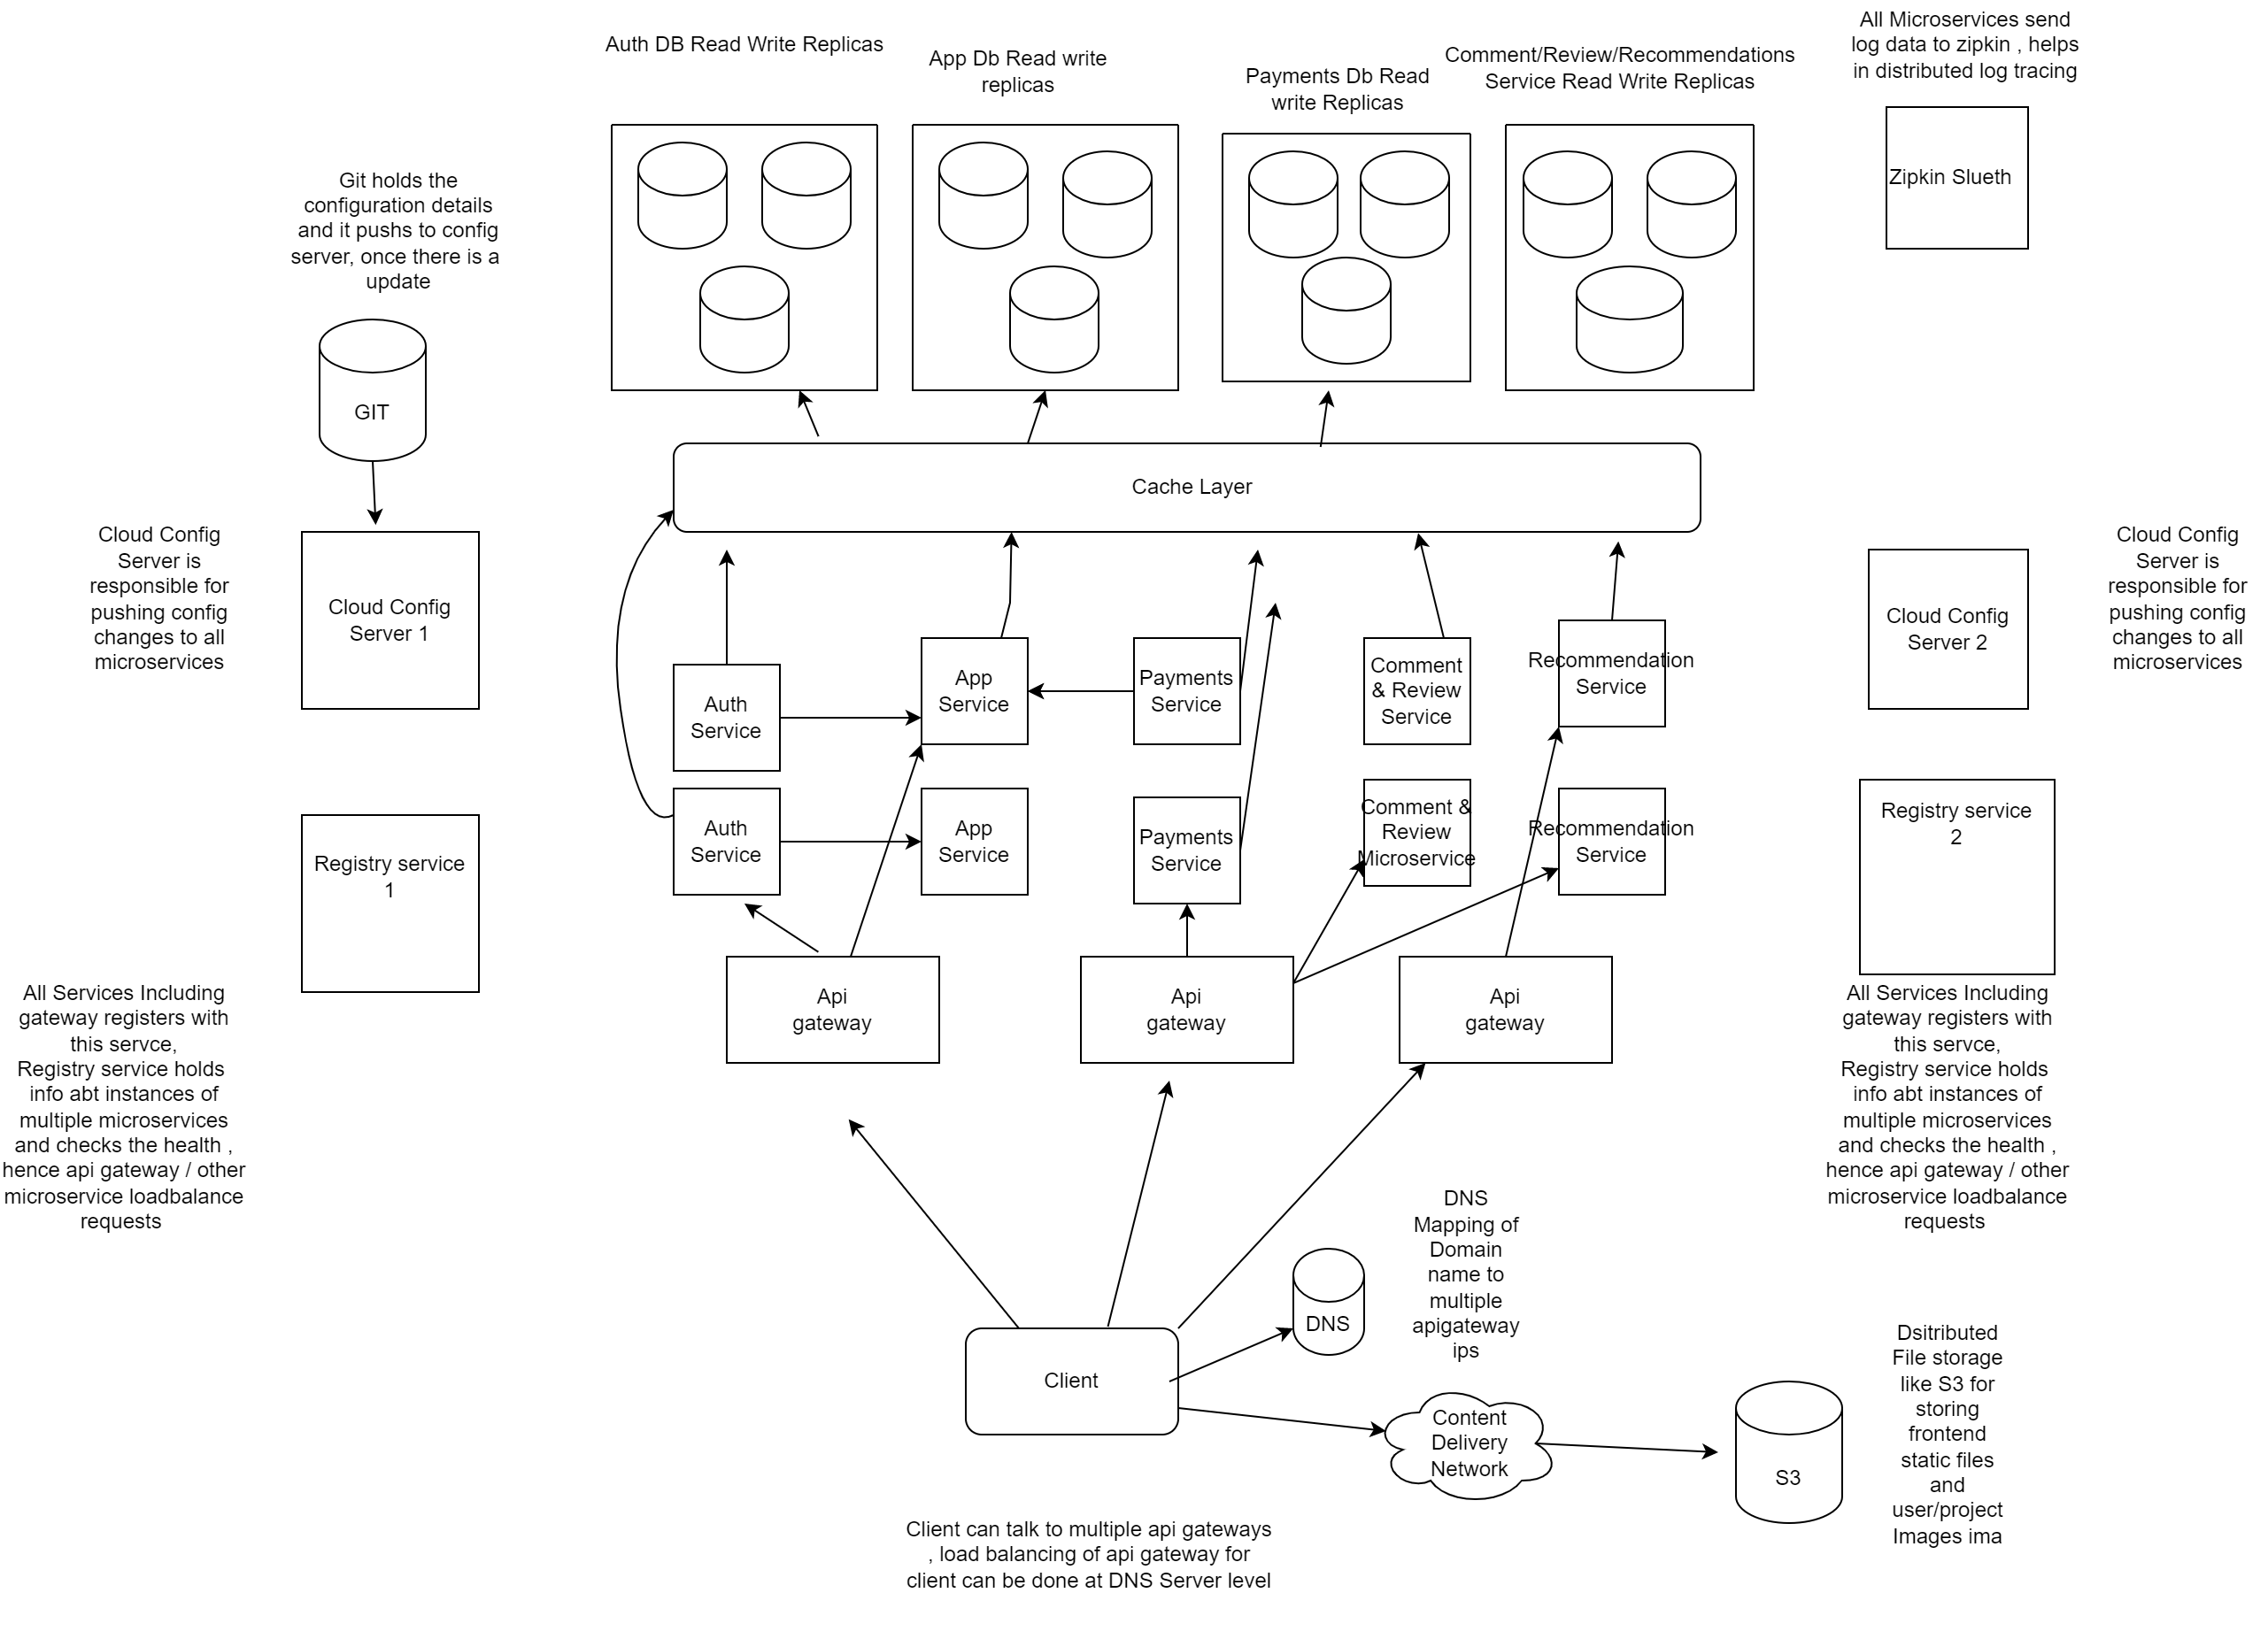 Auth DB Read Write Replicas
App Db Read write
replicas
Payments Db Read
write Replicas
Comment/Review/Recommendations
Service Read Write Replicas
All Microservices send
log data to zipkin , helps
in distributed log tracing
Zipkin Slueth
Git holds the
configuration details
and it pushs to config
server, once there is a
update
GIT
Cache Layer
Cloud Config
Server is
responsible for
pushing config
changes to all
microservices
Cloud Config
Server 1
Auth
Service
App
Service
Payments
Service
Comment
& Review
Service
Recommendation
Service
Cloud Config
Server 2
Cloud Config
Server is
responsible for
pushing config
changes to all
microservices
Registry service
1
Auth
Service
App
Service
Payments
Service
Comment &
Review
Microservice
Recommendation
Service
Registry service
2
All Services Including
gateway registers with
this servce,
Registry service holds
info abt instances of
multiple microservices
and checks the health ,
hence api gateway / other
microservice loadbalance
requests
Api
gateway
Api
gateway
Api
gateway
All Services Including
gateway registers with
this servce,
Registry service holds
info abt instances of
multiple microservices
and checks the health ,
hence api gateway / other
microservice loadbalance
requests
DNS
Mapping of
Domain
name to
multiple
apigateway
ips
DNS
Client
Content
Delivery
Network
S3
Dsitributed
File storage
like S3 for
storing
frontend
static files
and
user/project
Images ima
Client can talk to multiple api gateways
, load balancing of api gateway for
client can be done at DNS Server level